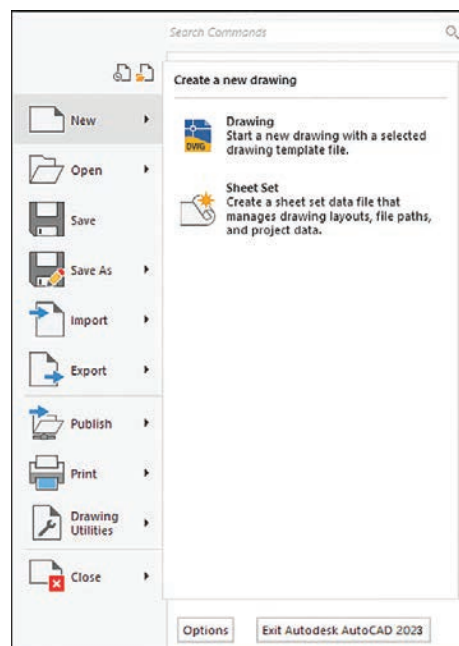 Search Commands
Create a new drawing
New
Drawing
Start a new drawing with a selected
drawing template file.
DWG
Open
Sheet Set
Create a sheet set data file that
manages drawing layouts, file paths,
and project data.
Save
Save As
Import
Export
Publish
Print
Drawing
Utilities
Close
Options
Exit Autodesk AutoCAD 2023